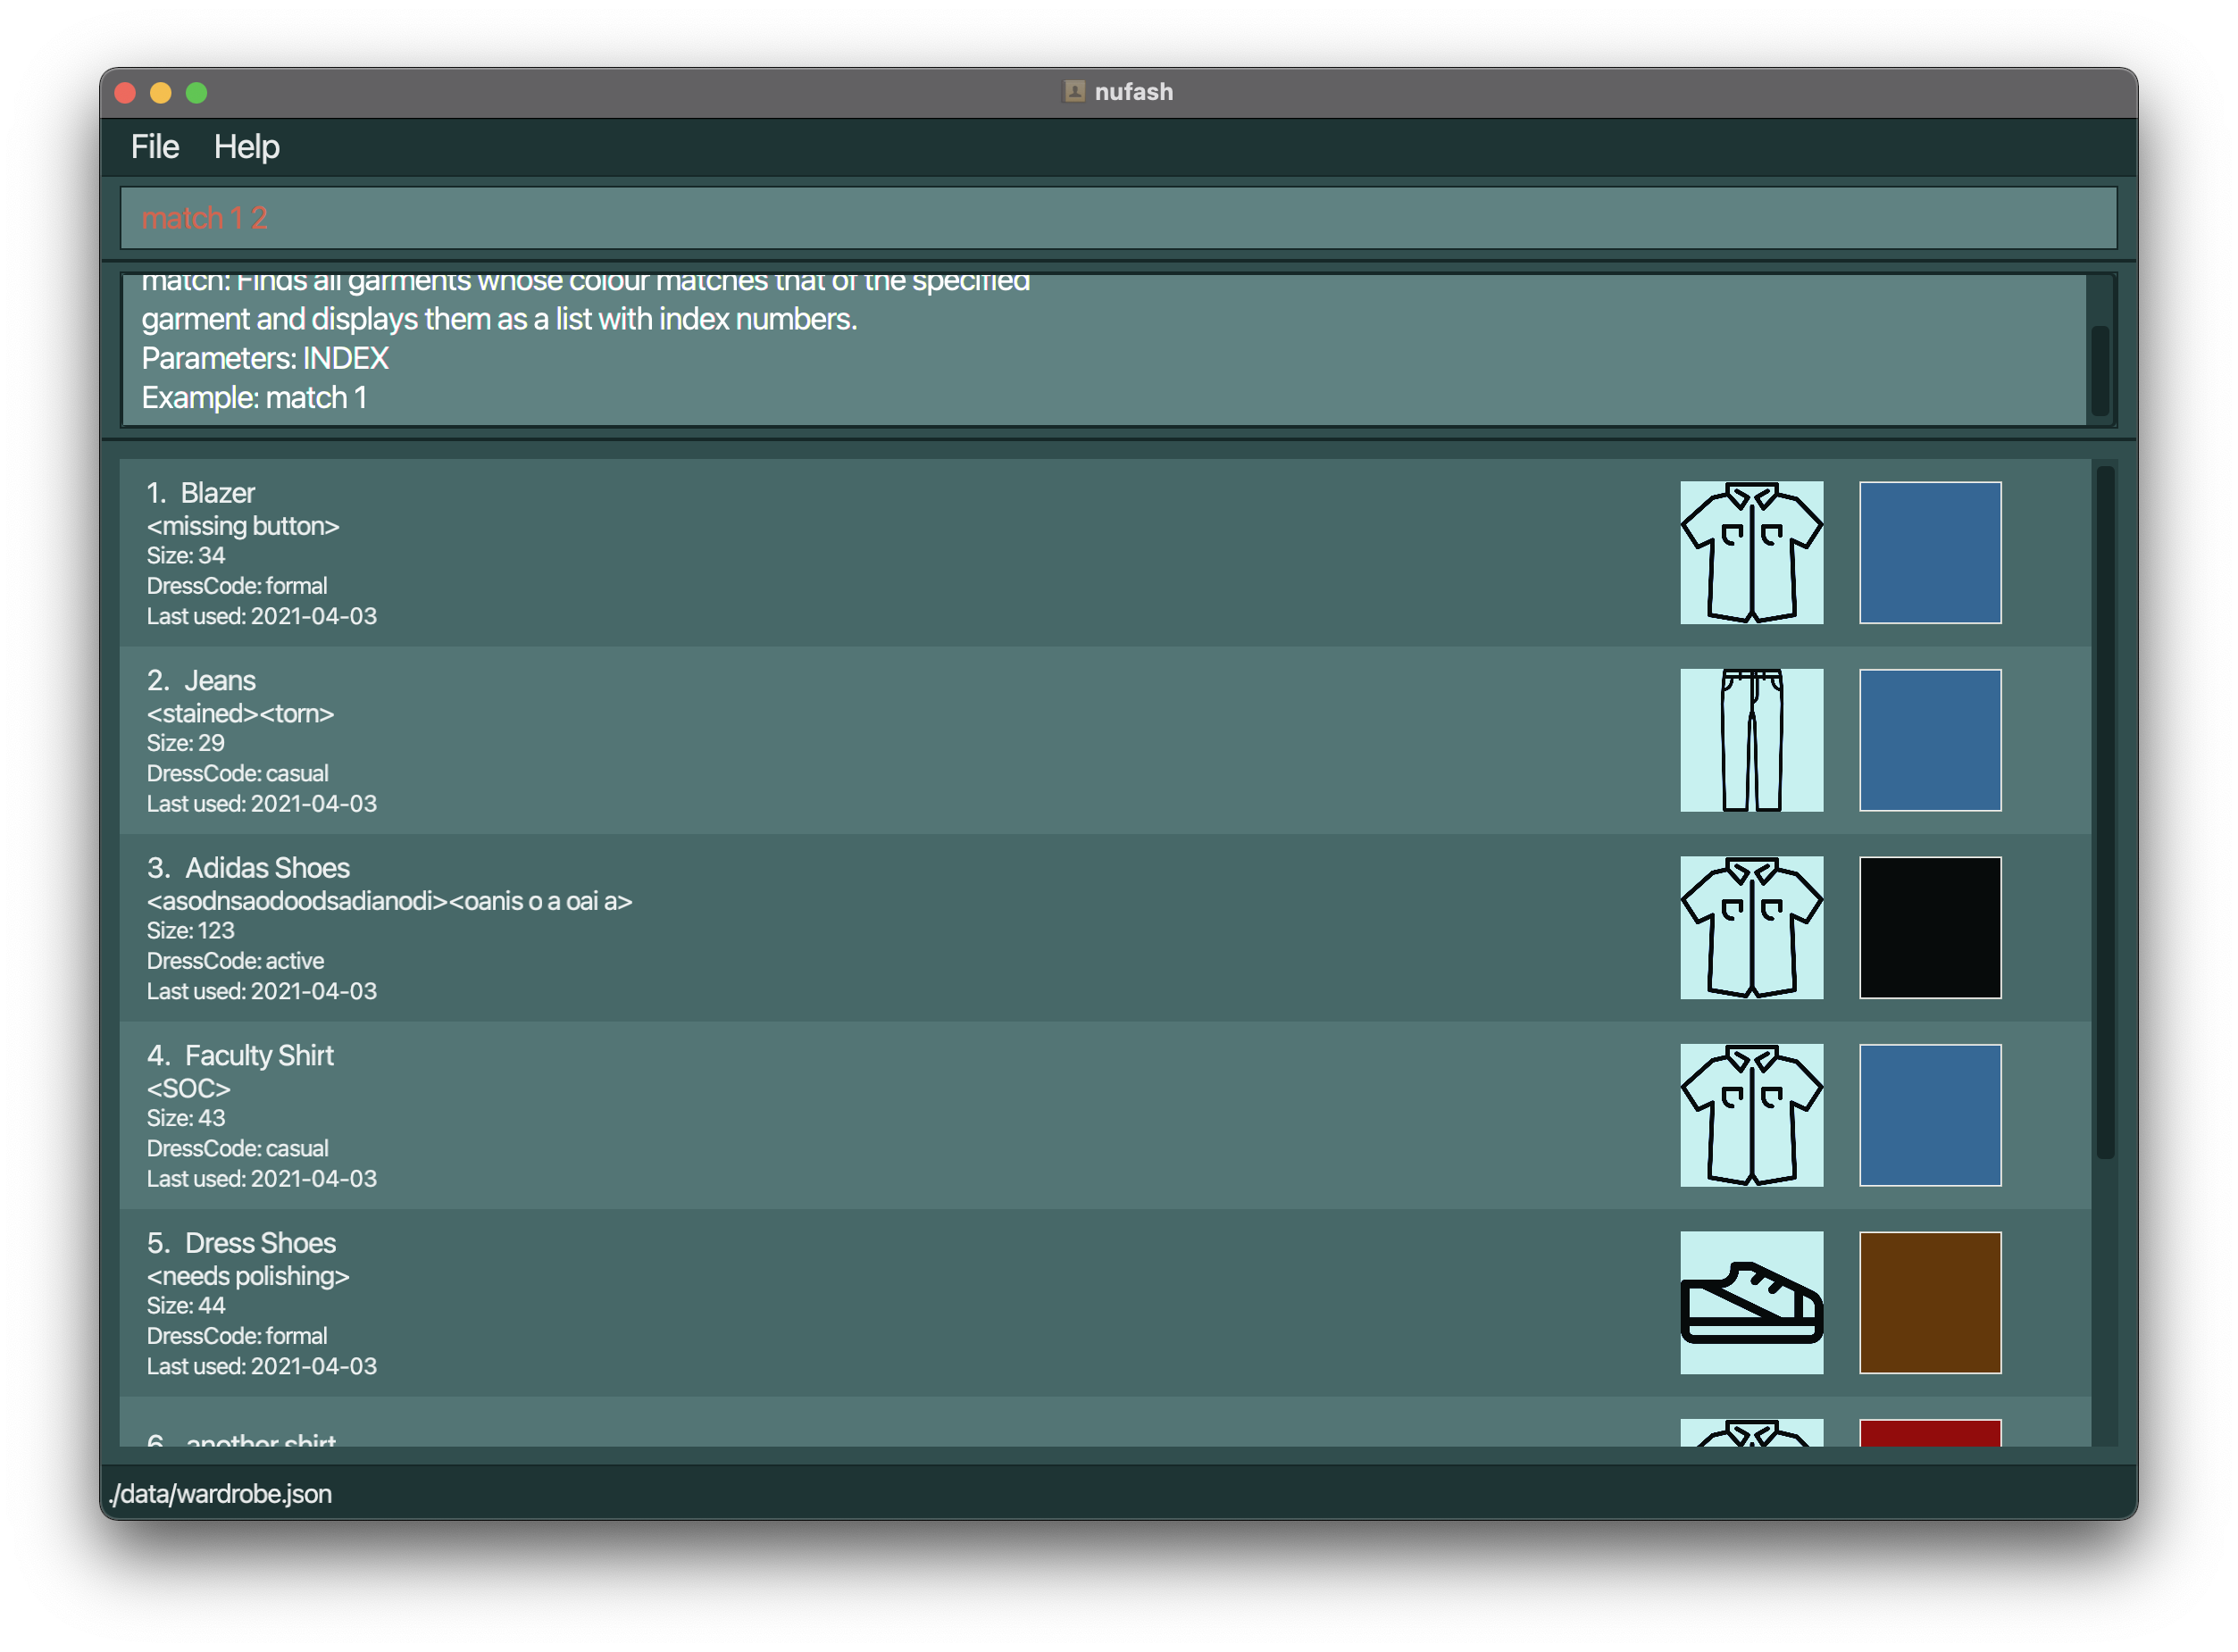 nufash
File Help
match 1 2
match: Finds all garments whose colour matches that of the specified
garment and displays them as a list with index numbers.
Parameters: INDEX
Example: match 1
1. Blazer
<missing button>
Size: 34
DressCode: formal
Last used: 2021-04-03
2. Jeans
<stained><torn>
Size: 29
DressCode: casual
Last used: 2021-04-03
3. Adidas Shoes
<asodnsaodoodsadianodi><oanis o a oai a>
Size: 123
DressCode: active
Last used: 2021-04-03
4. Faculty Shirt
<SOC>
Size: 43
DressCode: casual
Last used: 2021-04-03
5. Dress Shoes
<needs polishing>
Size: 44
DressCode: formal
Last used: 2021-04-03
6. another shirt
./data/wardrobe.json